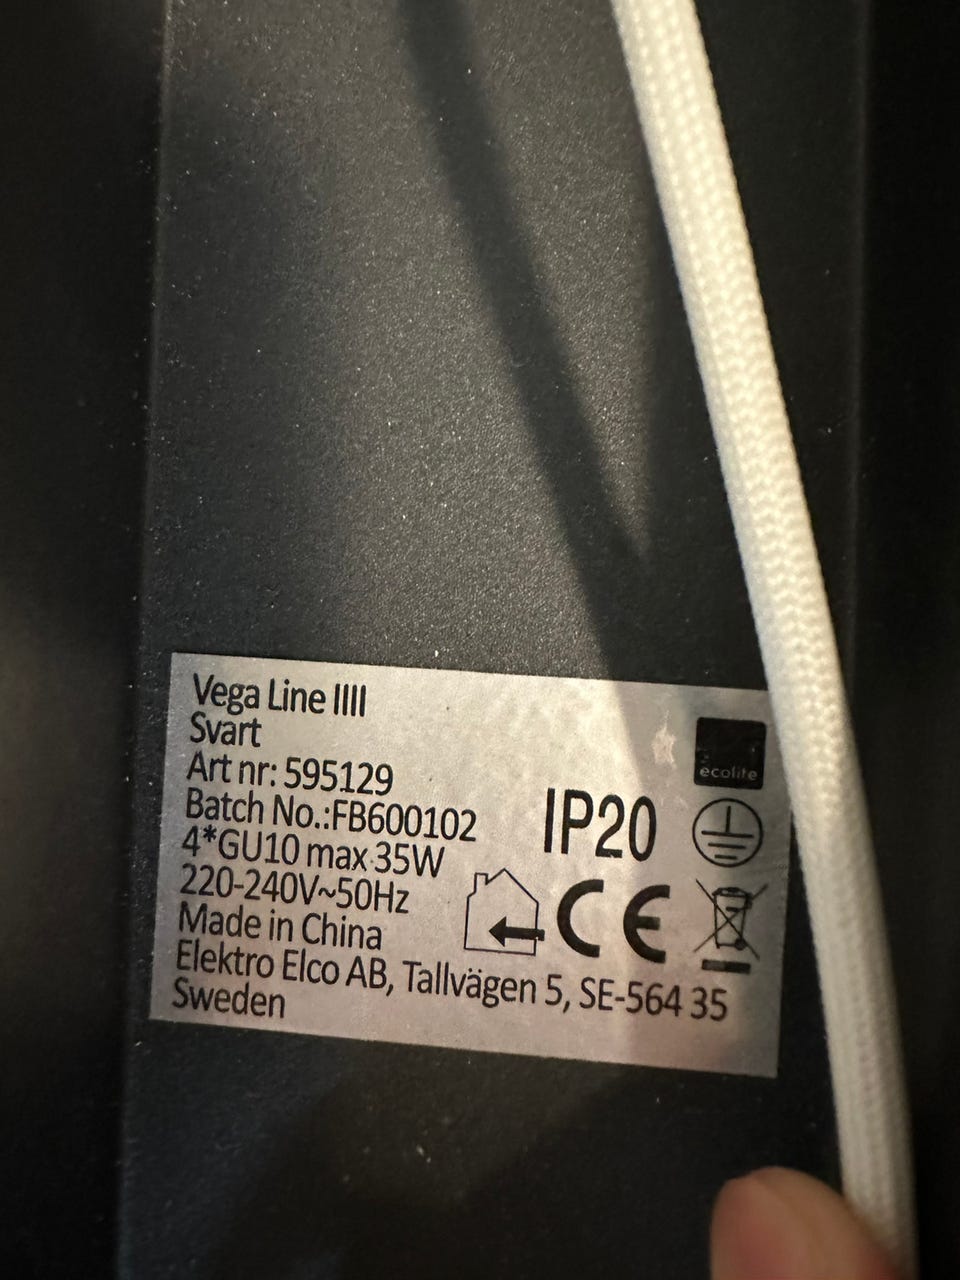 Vega Line IIII
Svart
Art nr: 595129
Batch No.:FB600102
4*GU10 max 35W
220-240V~50Hz
Made in China
Elektro Elco AB, Tallvägen 5, SE-564 35
Sweden
ecolite
IP20
CE